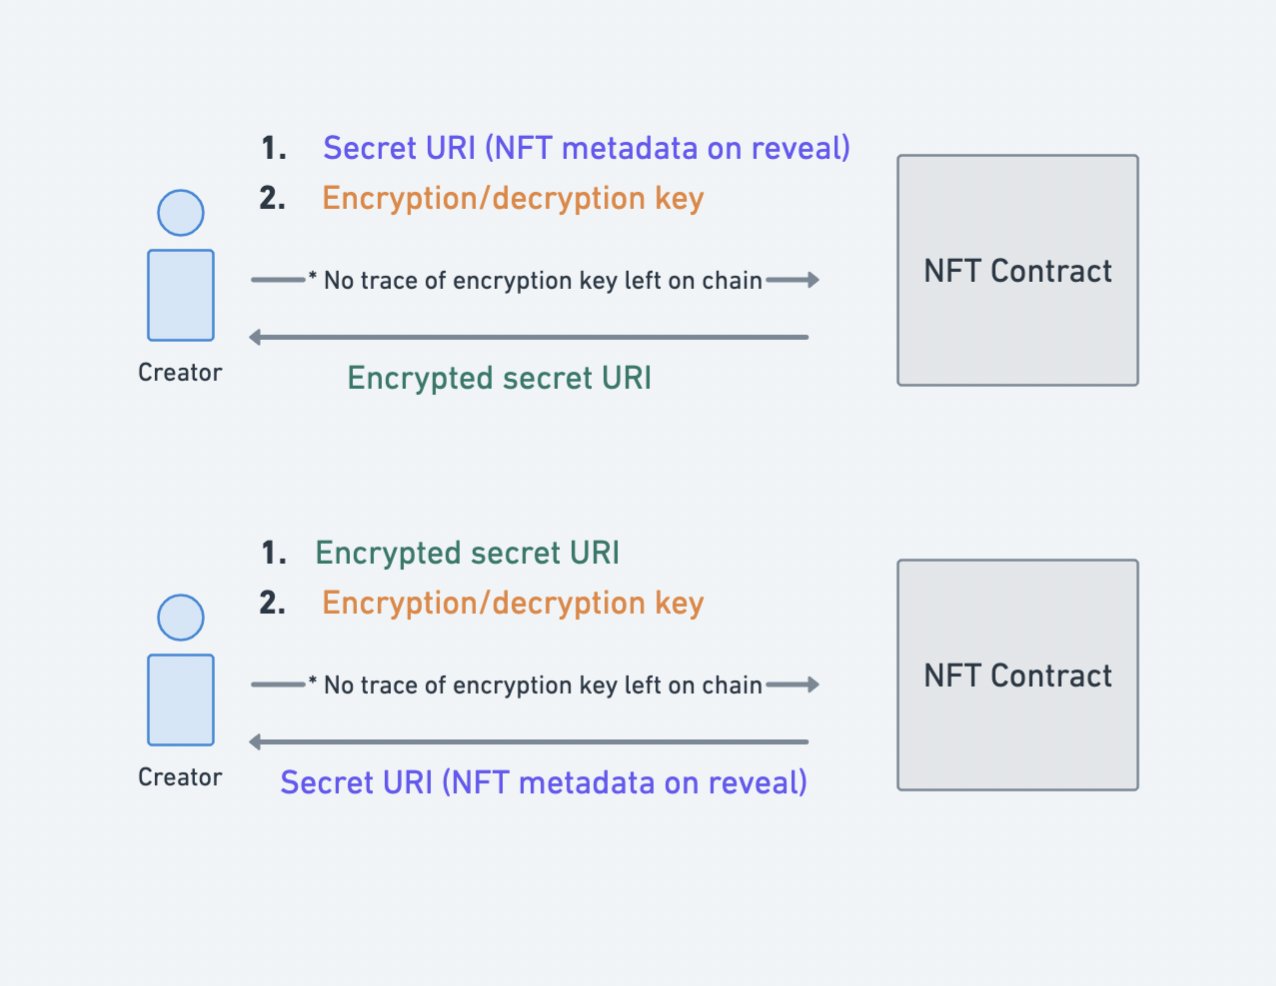 1. Secret URI (NFT metadata on reveal)
2. Encryption/decryption key
* No trace of encryption key left on chain
Encrypted secret URI
Creator
NFT Contract
1. Encrypted secret URI
2. Encryption/decryption key
* No trace of encryption key left on chain
Secret URI (NFT metadata on reveal)
Creator
NFT Contract